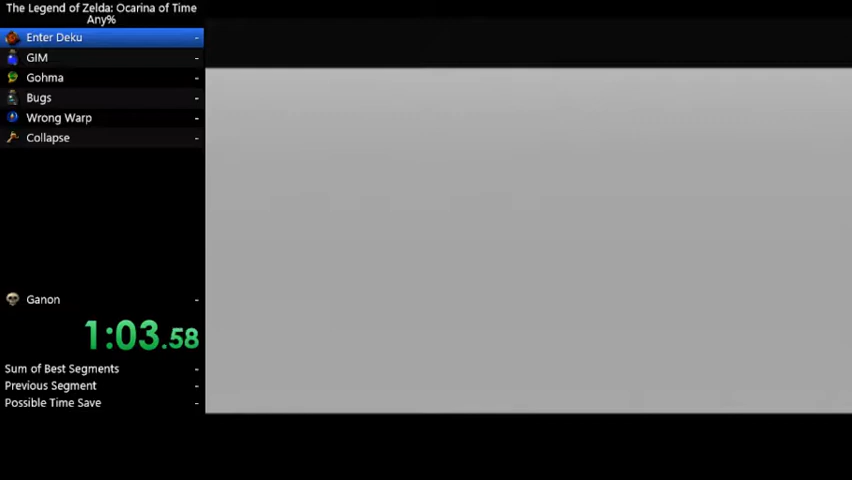 The Legend of Zelda: Ocarina of Time
Any%
Enter Deku -
GIM -
Gohma -
Bugs -
Wrong Warp -
Collapse -
Ganon -
1:03.58
Sum of Best Segments -
Previous Segment -
Possible Time Save -